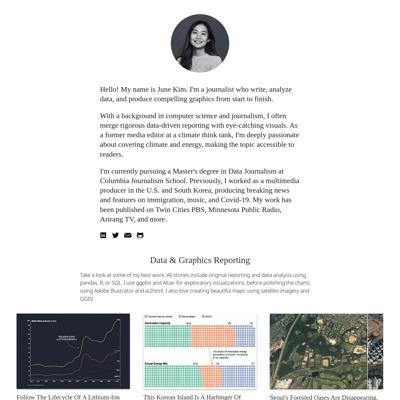 Hello! My name is June Kim. I'm a journalist who write, analyze
data, and produce compelling graphics from start to finish.
With a background in computer science and journalism, I often
merge rigorous data-driven reporting with eye-catching visuals. As
a former media editor at a climate think tank, I'm deeply passionate
about covering climate and energy, making the topic accessible to
readers.
I'm currently pursuing a Master's degree in Data Journalism at
Columbia Journalism School. Previously, I worked as a multimedia
producer in the U.S. and South Korea, producing breaking news
and features on immigration, music, and Covid-19. My work has
been published on Twin Cities PBS, Minnesota Public Radio,
Arirang TV, and more.
Data & Graphics Reporting
Take a look at some of my best work. All stories include original reporting and data analysis using
pandas, R, or SQL. I use ggplot and Altair for exploratory visualizations, before polishing the charts
using Adobe Illustrator and ai2html. I also love creating beautiful maps using satellite imagery and
QGIS!
Generation Capacity
Actual Energy Mix
Follow The Lifecycle Of A Lithium-Ion
This Korean Island Is A Harbinger Of
Seoul's Forested Oases Are Disappearing,